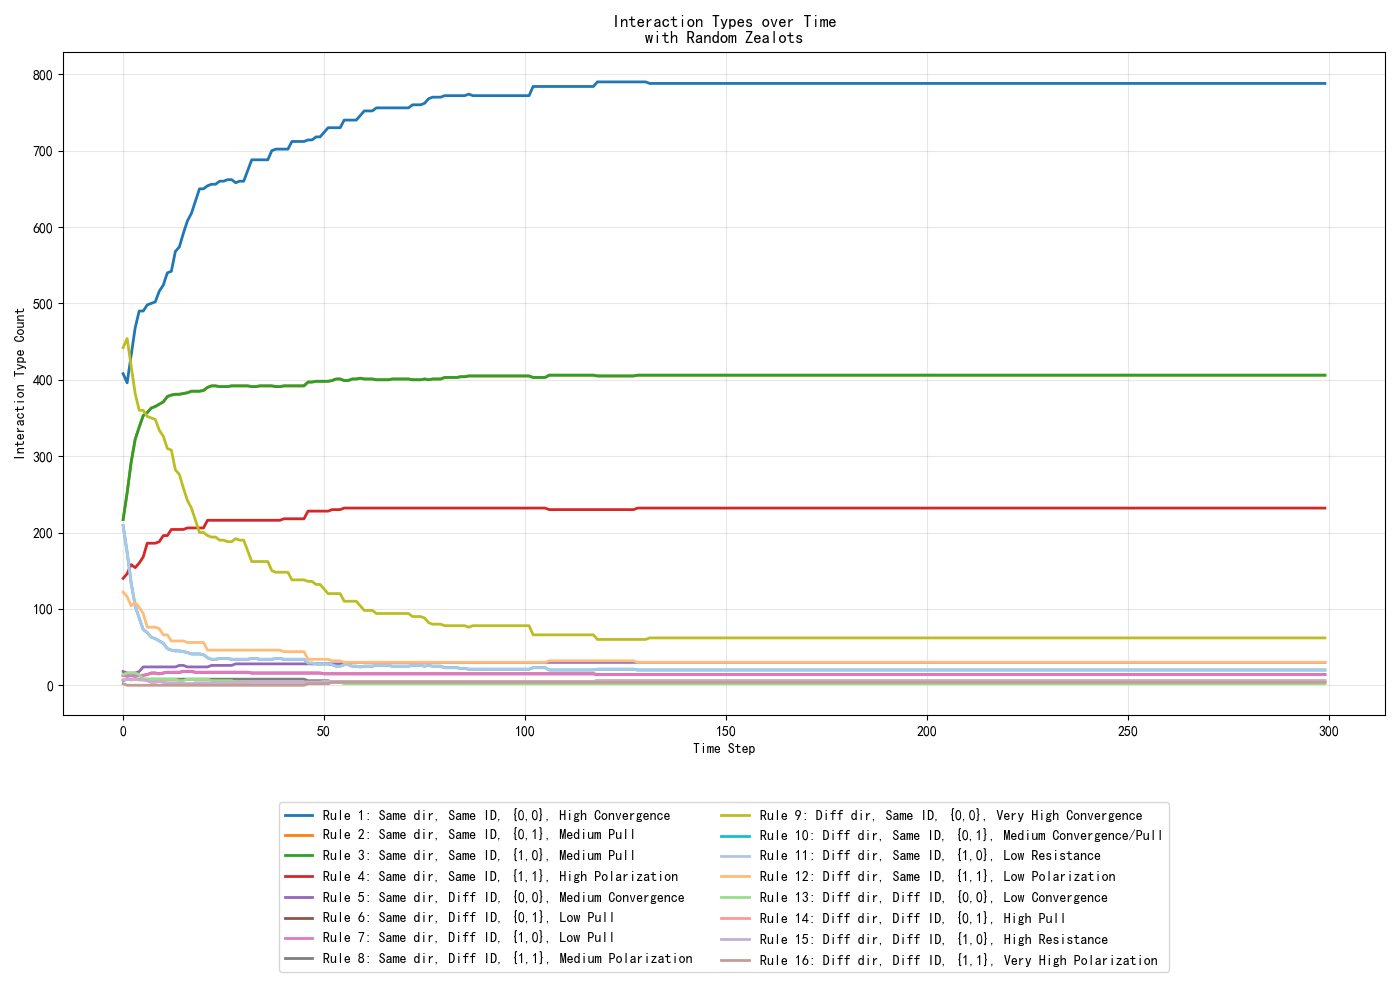 Interaction Types over Time
with Random Zealots
Interaction Type Count
800
700
600
500
400
300
200
100
0
0
50
100
150
200
250
300
Time Step
Rule 1: Same dir, Same ID, {0,0}, High Convergence
Rule 2: Same dir, Same ID, {0,1}, Medium Pull
Rule 3: Same dir, Same ID, {1,0}, Medium Pull
Rule 4: Same dir, Same ID, {1,1}, High Polarization
Rule 5: Same dir, Diff ID, {0,0}, Medium Convergence
Rule 6: Same dir, Diff ID, {0,1}, Low Pull
Rule 7: Same dir, Diff ID, {1,0}, Low Pull
Rule 8: Same dir, Diff ID, {1,1}, Medium Polarization
Rule 9: Diff dir, Same ID, {0,0}, Very High Convergence
Rule 10: Diff dir, Same ID, {0,1}, Medium Convergence/Pull
Rule 11: Diff dir, Same ID, {1,0}, Low Resistance
Rule 12: Diff dir, Same ID, {1,1}, Low Polarization
Rule 13: Diff dir, Diff ID, {0,0}, Low Convergence
Rule 14: Diff dir, Diff ID, {0,1}, High Pull
Rule 15: Diff dir, Diff ID, {1,0}, High Resistance
Rule 16: Diff dir, Diff ID, {1,1}, Very High Polarization